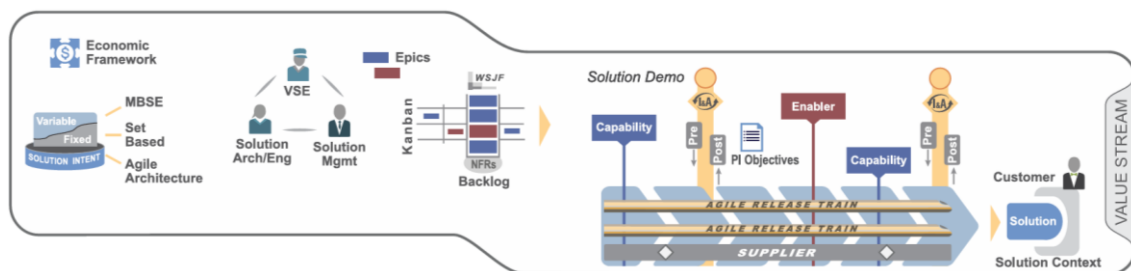 Economic
Framework
Variable
Fixed
SOLUTION INTENT
MBSE
Set
Based
Agile
Architecture
VSE
Solution
Arch/Eng
Solution
Mgmt
Epics
WSJF
Kanban
NFRs
Backlog
Solution Demo
I&A
Capability
Pre
Post
PI Objectives
Enabler
Capability
I&A
Pre
Post
AGILE RELEASE TRAIN
AGILE RELEASE TRAIN
SUPPLIER
Customer
Solution
Solution Context
VALUE STREAM